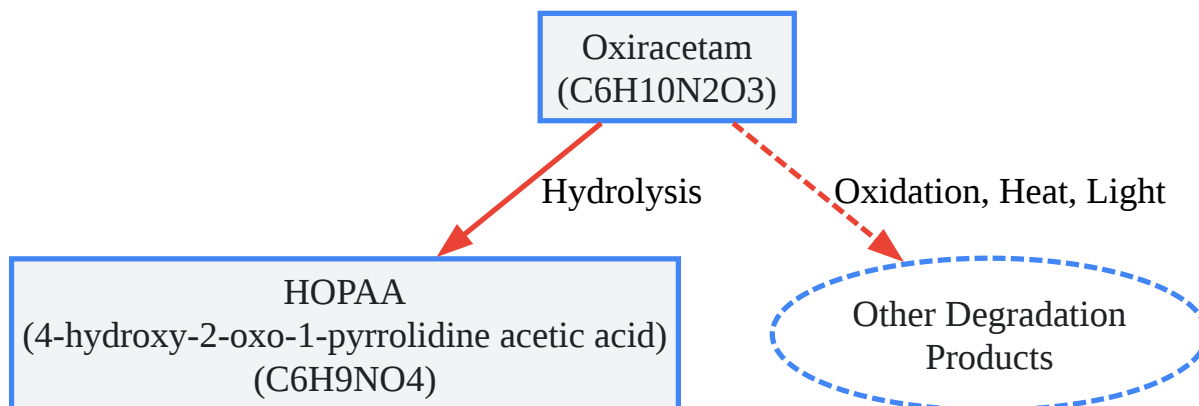 Oxiracetam
(C6H10N2O3)
Hydrolysis
Oxidation, Heat, Light
HOPAA
(4-hydroxy-2-oxo-1-pyrrolidine acetic acid)
(C6H9NO4)
Other Degradation
Products